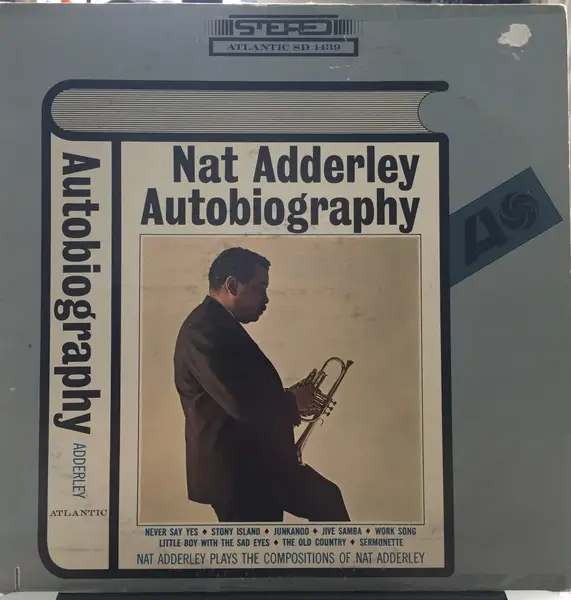 STEREO
ATLANTIC SD 1439
Nat Adderley
Autobiography
Autobiography
ADDERLEY
ATLANTIC
A
NEVER SAY YES ♦ STONY ISLAND ♦ JUNKANOO ♦ JIVE SAMBA ♦ WORK SONG
LITTLE BOY WITH THE SAD EYES ♦ THE OLD COUNTRY ♦ SERMONETTE
NAT ADDERLEY PLAYS THE COMPOSITIONS OF NAT ADDERLEY